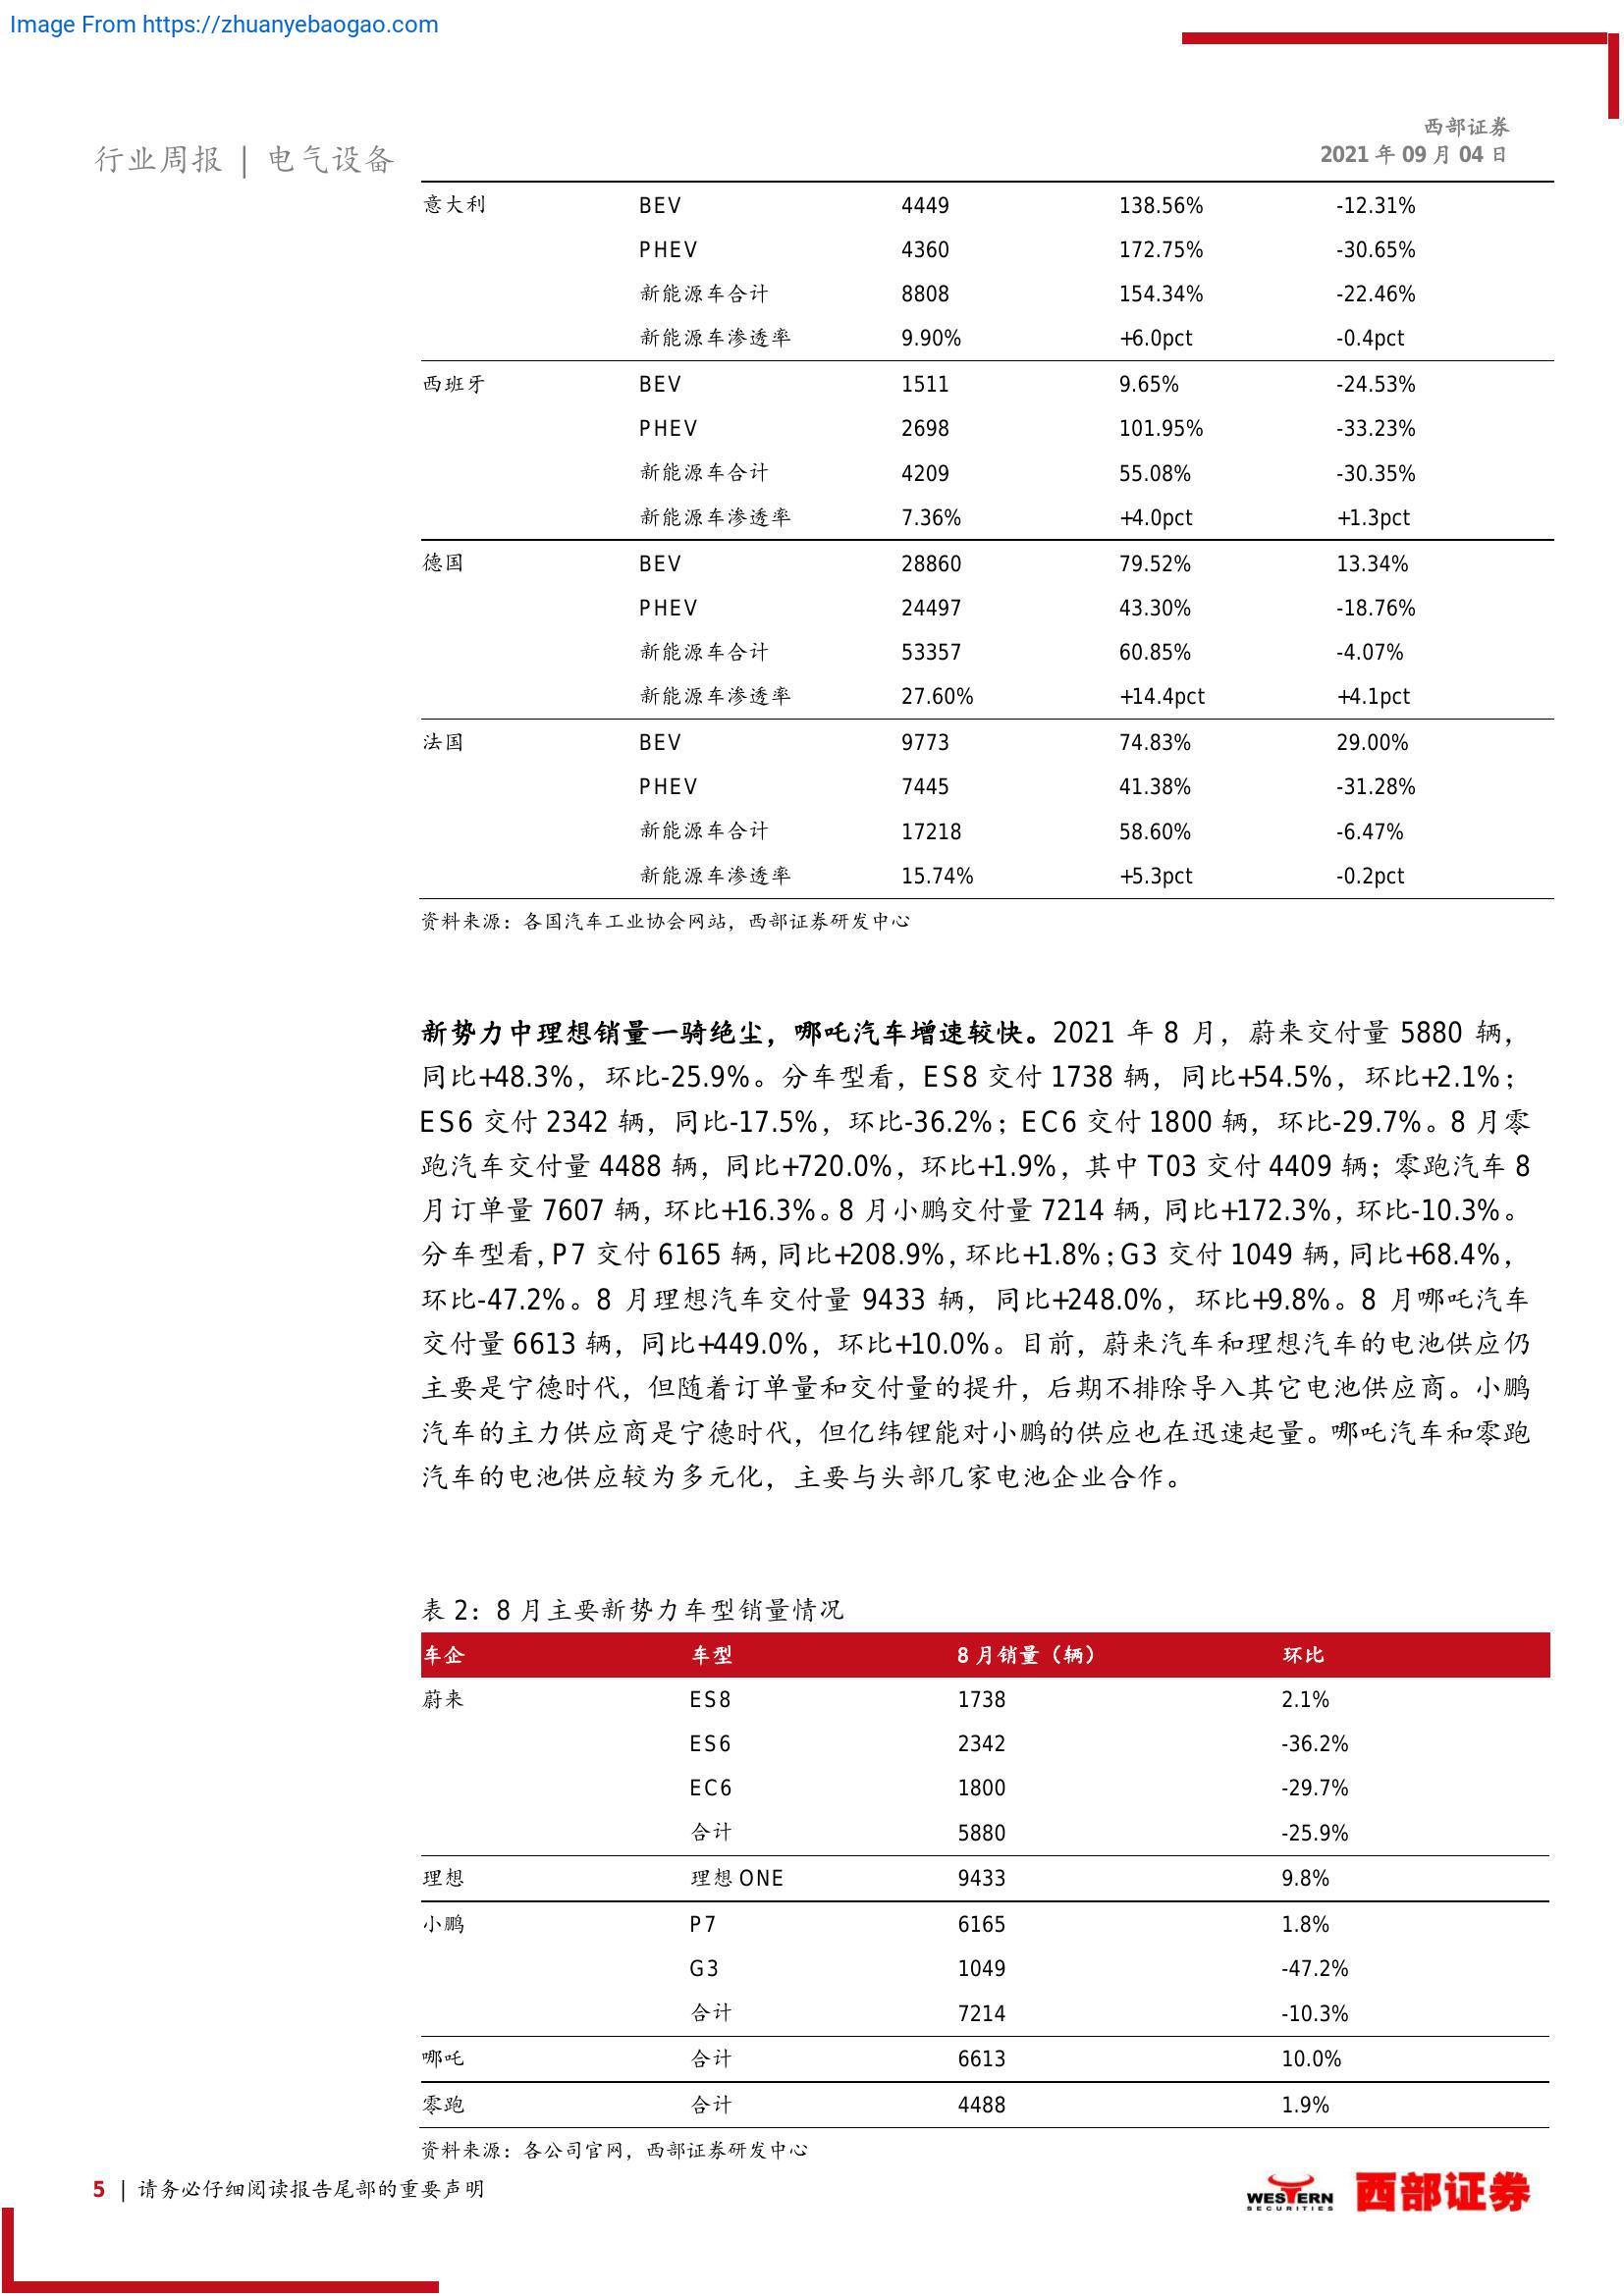 Image From https://zhuanyebaogao.com
西部证券
2021 年 09 月 04 日
行业周报 | 电气设备
意大利 BEV 4449 138.56% -12.31%
PHEV 4360 172.75% -30.65%
新能源车合计 8808 154.34% -22.46%
新能源车渗透率 9.90% +6.0pct -0.4pct
西班牙 BEV 1511 9.65% -24.53%
PHEV 2698 101.95% -33.23%
新能源车合计 4209 55.08% -30.35%
新能源车渗透率 7.36% +4.0pct +1.3pct
德国 BEV 28860 79.52% 13.34%
PHEV 24497 43.30% -18.76%
新能源车合计 53357 60.85% -4.07%
新能源车渗透率 27.60% +14.4pct +4.1pct
法国 BEV 9773 74.83% 29.00%
PHEV 7445 41.38% -31.28%
新能源车合计 17218 58.60% -6.47%
新能源车渗透率 15.74% +5.3pct -0.2pct
资料来源：各国汽车工业协会网站，西部证券研发中心
新势力中理想销量一骑绝尘，哪吒汽车增速较快。2021 年 8 月，蔚来交付量 5880 辆，
同比+48.3%，环比-25.9%。分车型看，ES8 交付 1738 辆，同比+54.5%，环比+2.1%；
ES6 交付 2342 辆，同比-17.5%，环比-36.2%；EC6 交付 1800 辆，环比-29.7%。8 月零
跑汽车交付量 4488 辆，同比+720.0%，环比+1.9%，其中 T03 交付 4409 辆；零跑汽车 8
月订单量 7607 辆，环比+16.3%。8 月小鹏交付量 7214 辆，同比+172.3%，环比-10.3%。
分车型看，P7 交付 6165 辆，同比+208.9%，环比+1.8%；G3 交付 1049 辆，同比+68.4%，
环比-47.2%。8 月理想汽车交付量 9433 辆，同比+248.0%，环比+9.8%。8 月哪吒汽车
交付量 6613 辆，同比+449.0%，环比+10.0%。目前，蔚来汽车和理想汽车的电池供应仍
主要是宁德时代，但随着订单量和交付量的提升，后期不排除导入其它电池供应商。小鹏
汽车的主力供应商是宁德时代，但亿纬锂能对小鹏的供应也在迅速起量。哪吒汽车和零跑
汽车的电池供应较为多元化，主要与头部几家电池企业合作。
表 2：8 月主要新势力车型销量情况
车企 车型 8 月销量（辆） 环比
蔚来 ES8 1738 2.1%
ES6 2342 -36.2%
EC6 1800 -29.7%
合计 5880 -25.9%
理想 理想 ONE 9433 9.8%
小鹏 P7 6165 1.8%
G3 1049 -47.2%
合计 7214 -10.3%
哪吒 合计 6613 10.0%
零跑 合计 4488 1.9%
资料来源：各公司官网，西部证券研发中心
5 | 请务必仔细阅读报告尾部的重要声明
WESTERN
SECURITIES
西部证券